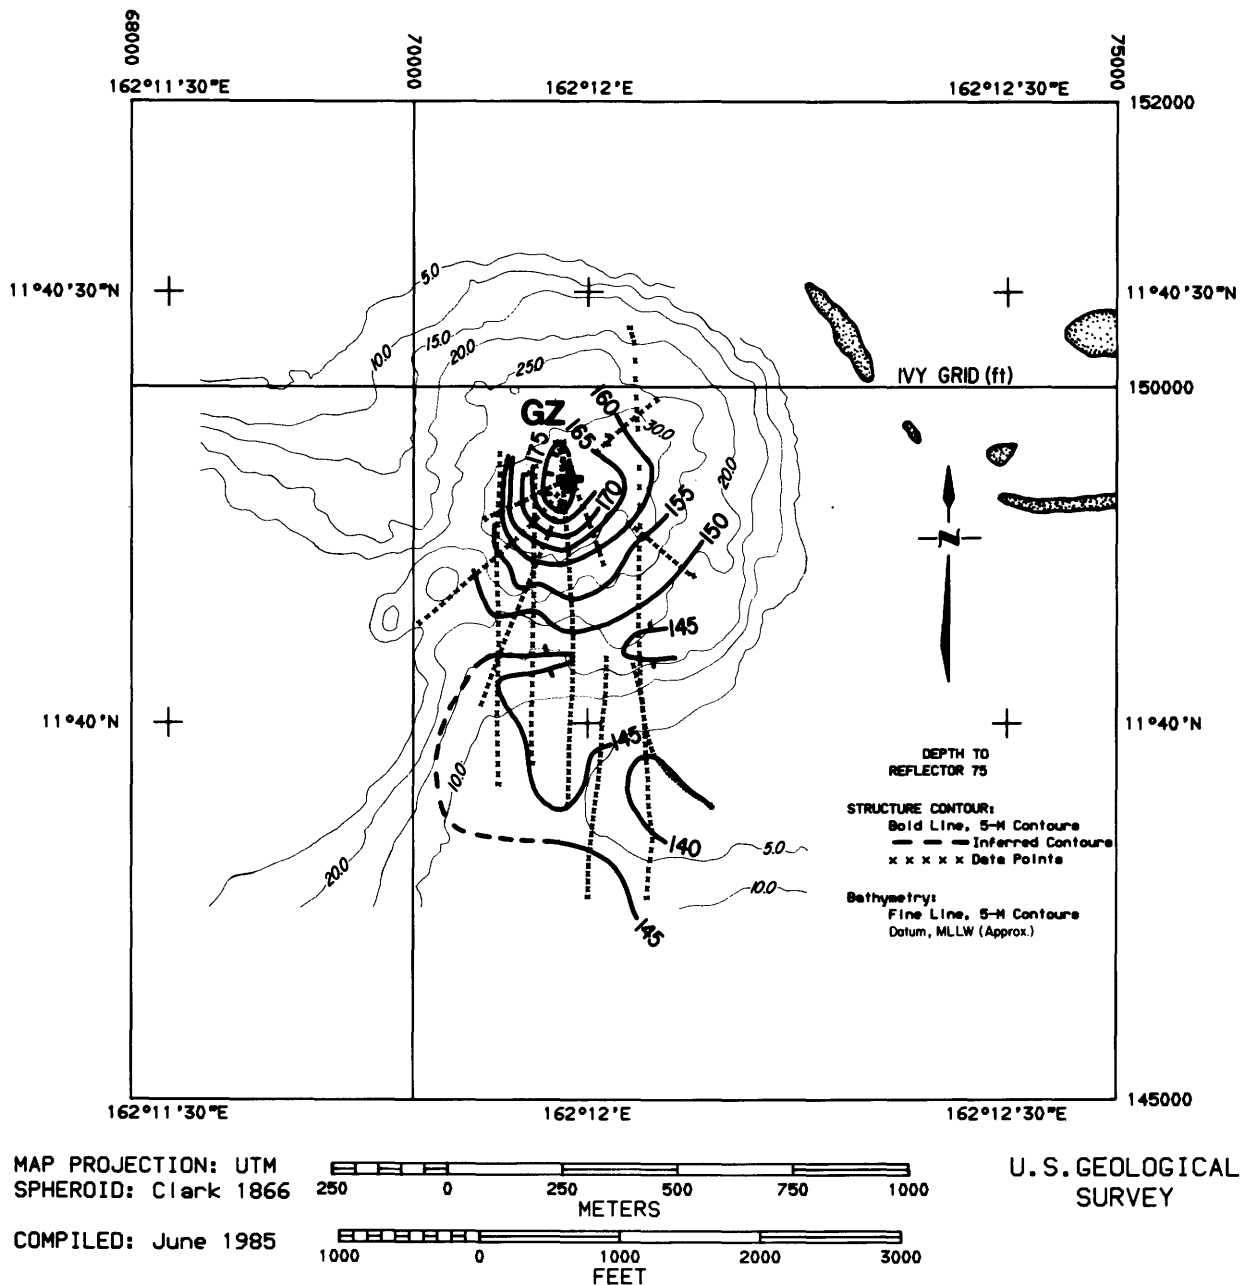 68000 70000 75000
162°11'30"E 162°12'E 162°12'30"E
152000
5.0
11°40'30"N 11°40'30"N
10.0 15.0 20.0
25.0
IVY GRID (ft)
150000
160
GZ
30.0
175 165
20.0
170 155
150
N
145
11°40'N 11°40'N
145
10.0
DEPTH TO
REFLECTOR 75
STRUCTURE CONTOUR:
Bold Line, 5-M Contours
Inferred Contours
x x x x x Data Points
140
5.0
20.0
10.0
Bathymetry:
Fine Line, 5-M Contours
Datum, MLLW (Approx.)
145
145000
162°11'30"E 162°12'E 162°12'30"E
MAP PROJECTION: UTM
SPHEROID: Clark 1866
COMPILED: June 1985
250 0 250 500 750 1000
METERS
1000 0 1000 2000 3000
FEET
U.S. GEOLOGICAL
SURVEY